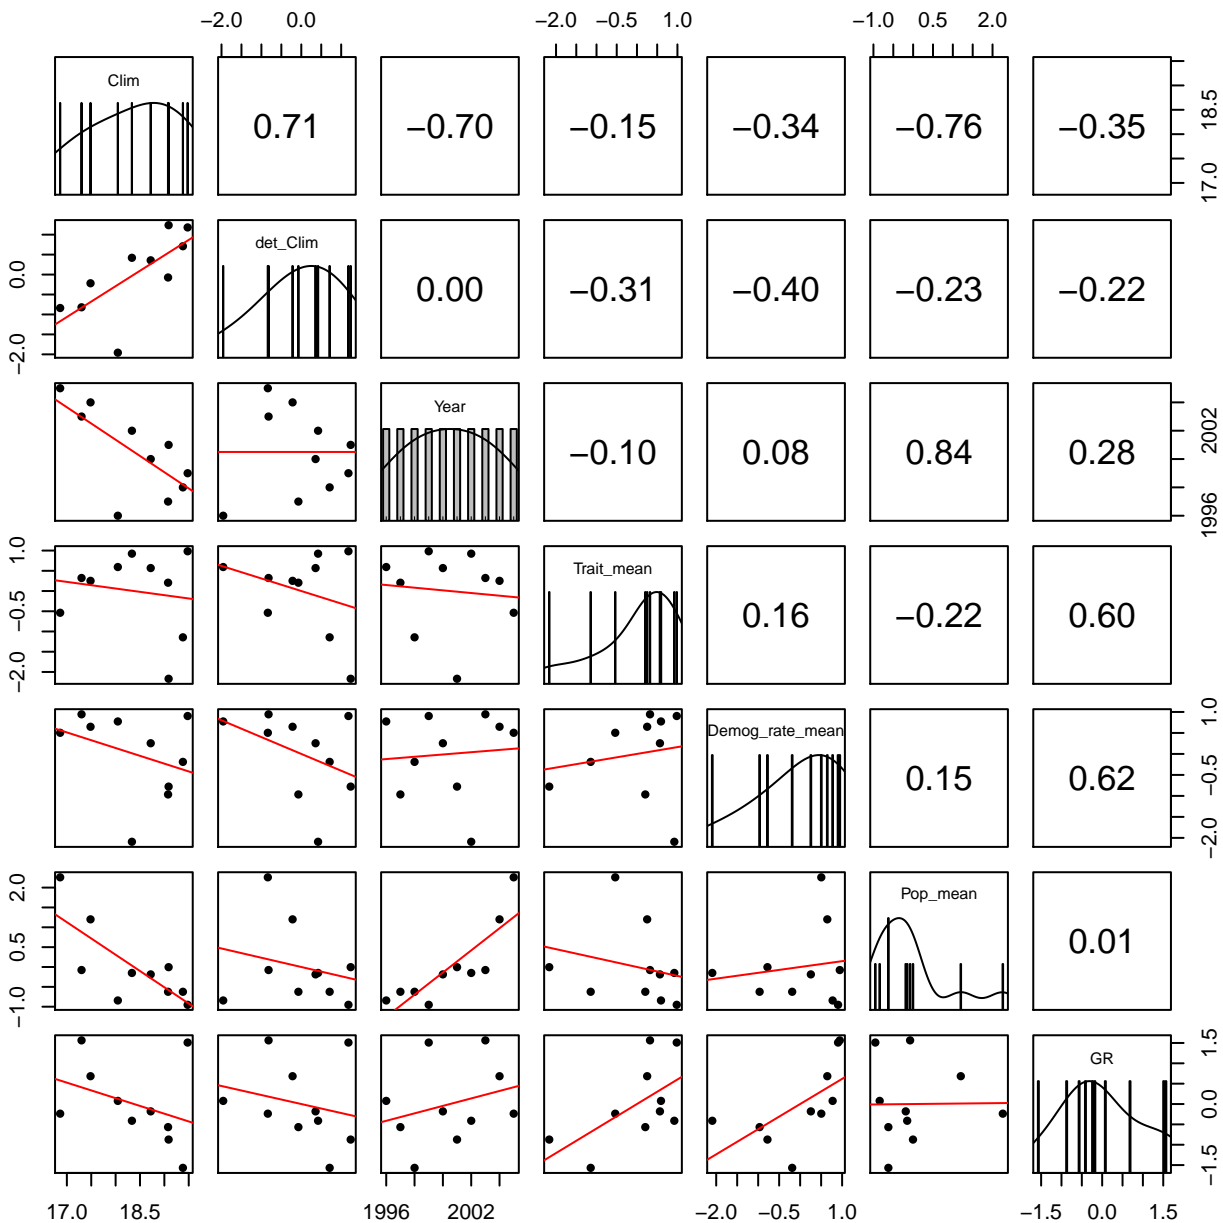 −2.0 0.0 −2.0 −0.5 1.0 −1.0 0.5 2.0
Clim
0.71 −0.70 −0.15 −0.34 −0.76 −0.35
17.0 18.5
det_Clim
0.00 −0.31 −0.40 −0.23 −0.22
−2.0 0.0
Year
−0.10 0.08 0.84 0.28
1996 2002
Trait_mean
0.16 −0.22 0.60
−2.0 −0.5 1.0
Demog_rate_mean
0.15 0.62
−2.0 −0.5 1.0
Pop_mean
0.01
−1.0 0.5 2.0
GR
−1.5 0.0 1.5
17.0 18.5 1996 2002 −2.0 −0.5 1.0 −1.5 0.0 1.5